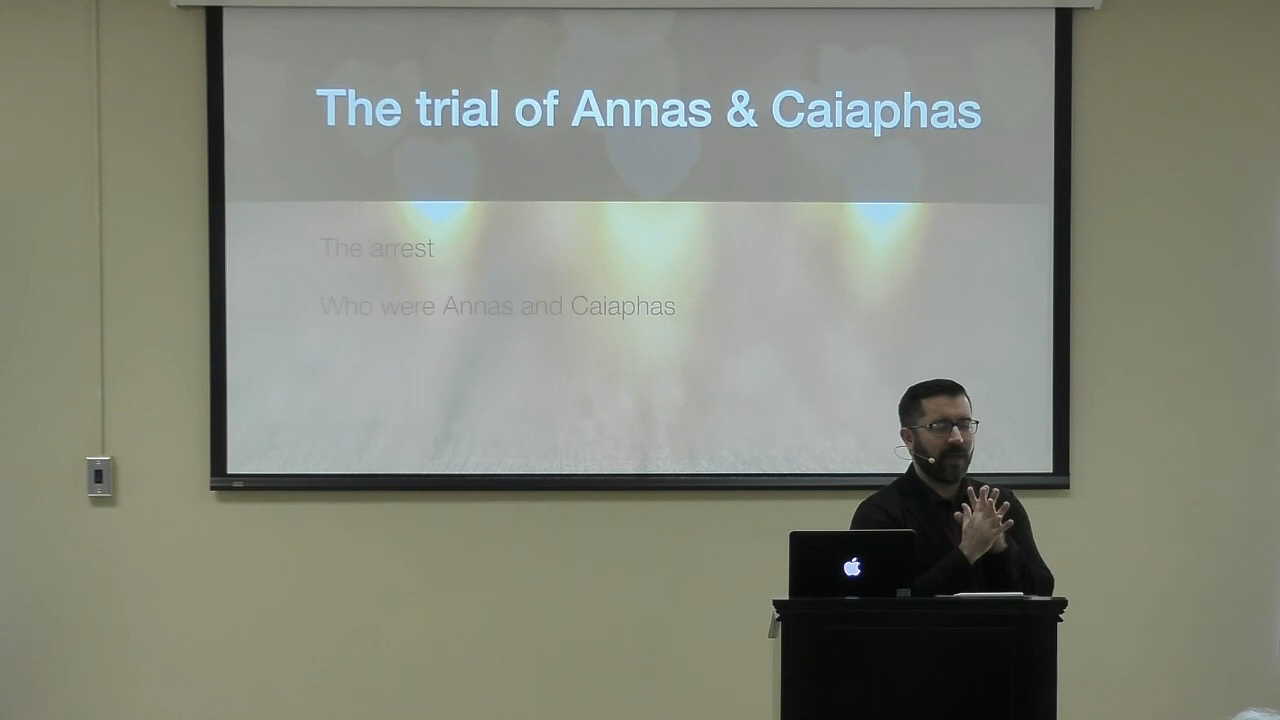 The trial of Annas & Caiaphas
The arrest
Who were Annas and Caiaphas